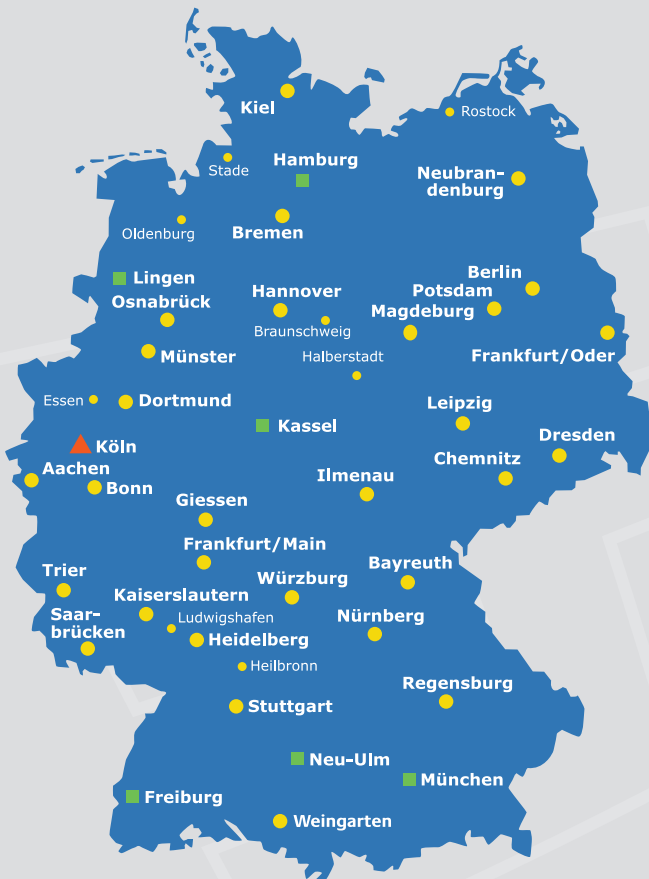 Kiel
Rostock
Stade
Hamburg
Neubran-
denburg
Oldenburg
Bremen
Lingen
Berlin
Osnabrück
Hannover
Potsdam
Braunschweig
Magdeburg
Münster
Halberstadt
Frankfurt/Oder
Essen
Dortmund
Leipzig
Kassel
Dresden
Köln
Chemnitz
Aachen
Bonn
Ilmenau
Giessen
Frankfurt/Main
Bayreuth
Trier
Würzburg
Kaiserslautern
Saar-
brücken
Ludwigshafen
Nürnberg
Heidelberg
Heilbronn
Regensburg
Stuttgart
Neu-Ulm
München
Freiburg
Weingarten